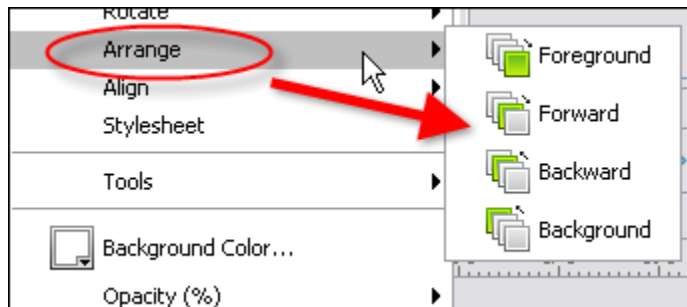 Rotate
Arrange
Align
Stylesheet
Tools
Background Color...
Opacity (%)
Foreground
Forward
Backward
Background